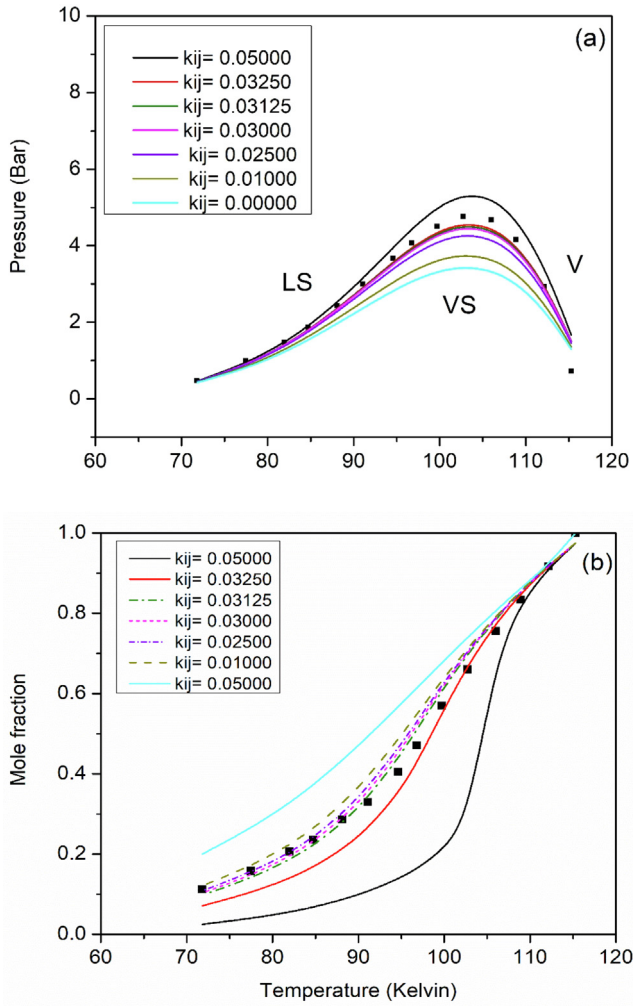 (a)
kij= 0.05000
kij= 0.03250
kij= 0.03125
kij= 0.03000
kij= 0.02500
kij= 0.01000
kij= 0.00000
Pressure (Bar)
10
8
6
4
2
0
LS
VS
V
60
70
80
90
100
110
120
(b)
kij= 0.05000
kij= 0.03250
kij= 0.03125
kij= 0.03000
kij= 0.02500
kij= 0.01000
kij= 0.05000
Mole fraction
1.0
0.8
0.6
0.4
0.2
0.0
60
70
80
90
100
110
120
Temperature (Kelvin)